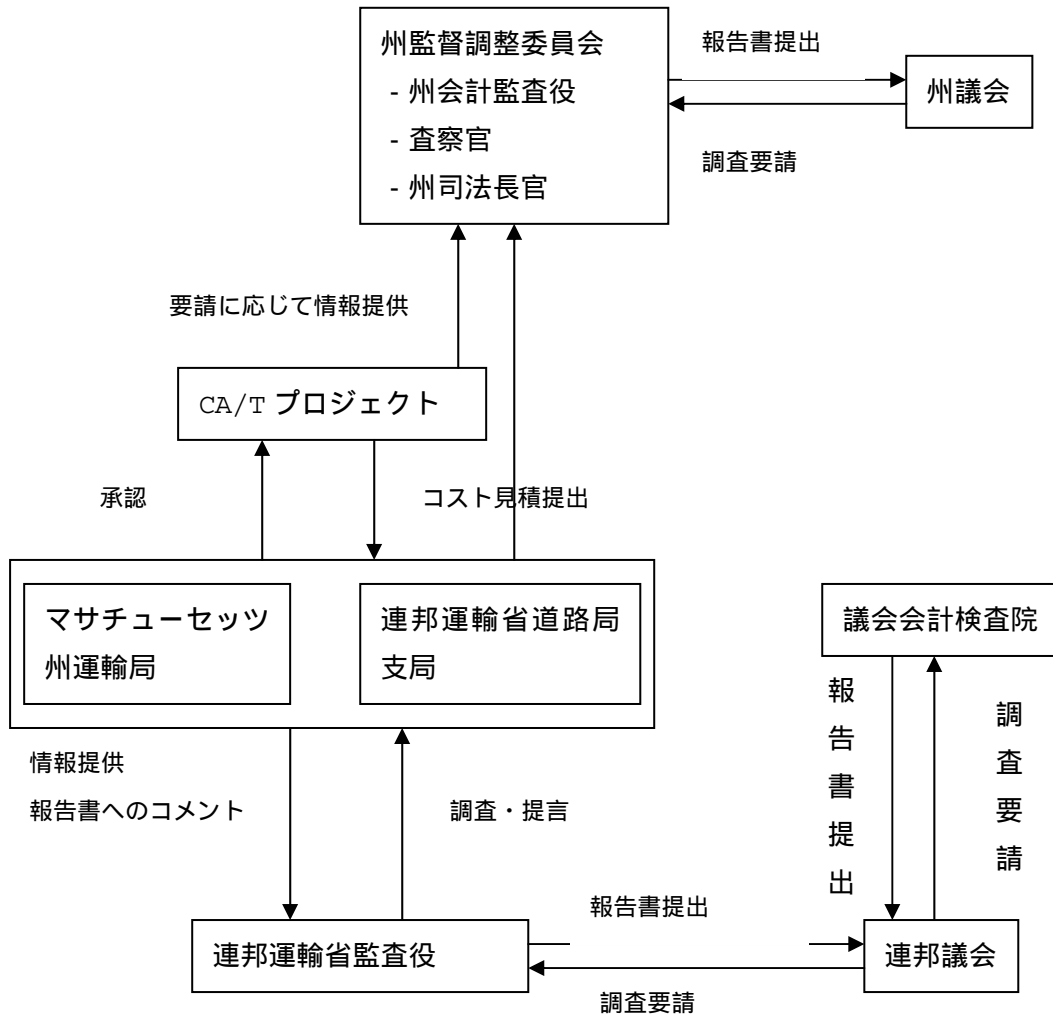 州監督調整委員会
- 州会計監査役
- 査察官
- 州司法長官
報告書提出
州議会
調査要請
要請に応じて情報提供
CA/T プロジェクト
承認
コスト見積提出
マサチューセッツ
州運輸局
連邦運輸省道路局
支局
議会会計検査院
報告書提出
調査要請
情報提供
報告書へのコメント
調査・提言
報告書提出
連邦運輸省監査役
連邦議会
調査要請